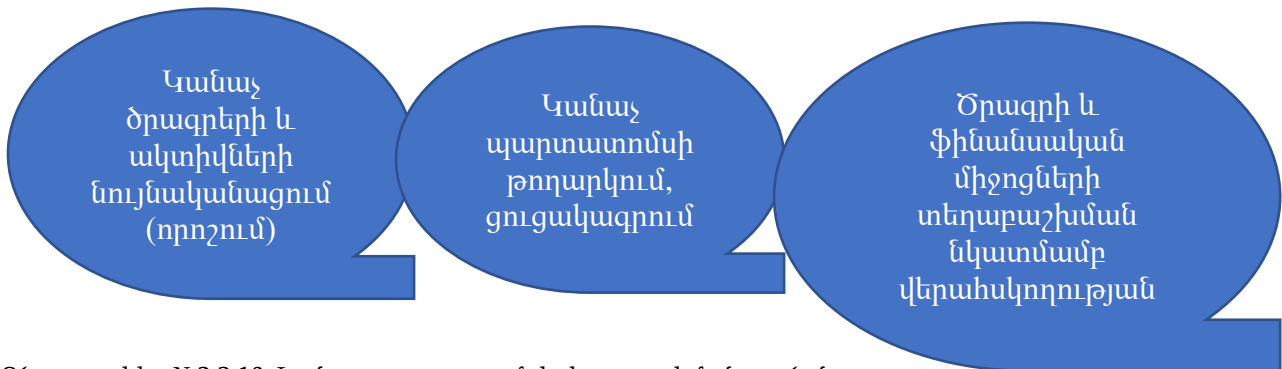 Կանաչ
ծրագրերի և
ակտիվների
նույնականացում
(որոշում)
Կանաչ
պարտատոմսի
թողարկում,
ցուցակագրում
Ծրագրի և
ֆինանսական
միջոցների
տեղաբաշխման
նկատմամբ
վերահսկողության